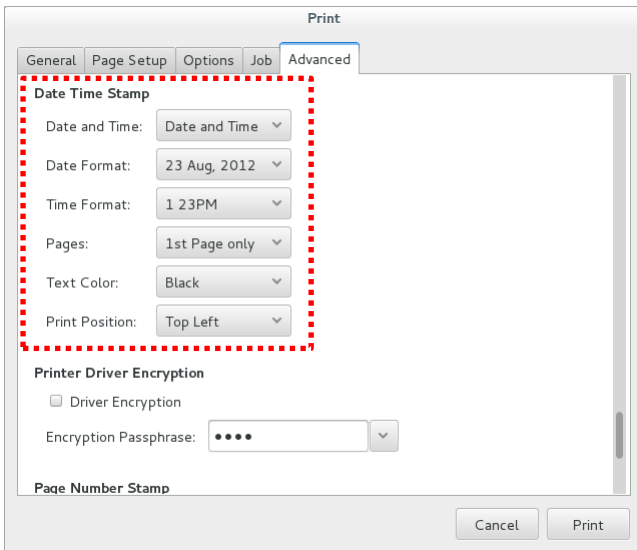 Print
General Page Setup Options Job Advanced
Date Time Stamp
Date and Time: Date and Time
Date Format: 23 Aug, 2012
Time Format: 1 23PM
Pages: 1st Page only
Text Color: Black
Print Position: Top Left
Printer Driver Encryption
Driver Encryption
Encryption Passphrase: ●●●●
Page Number Stamp
Cancel Print